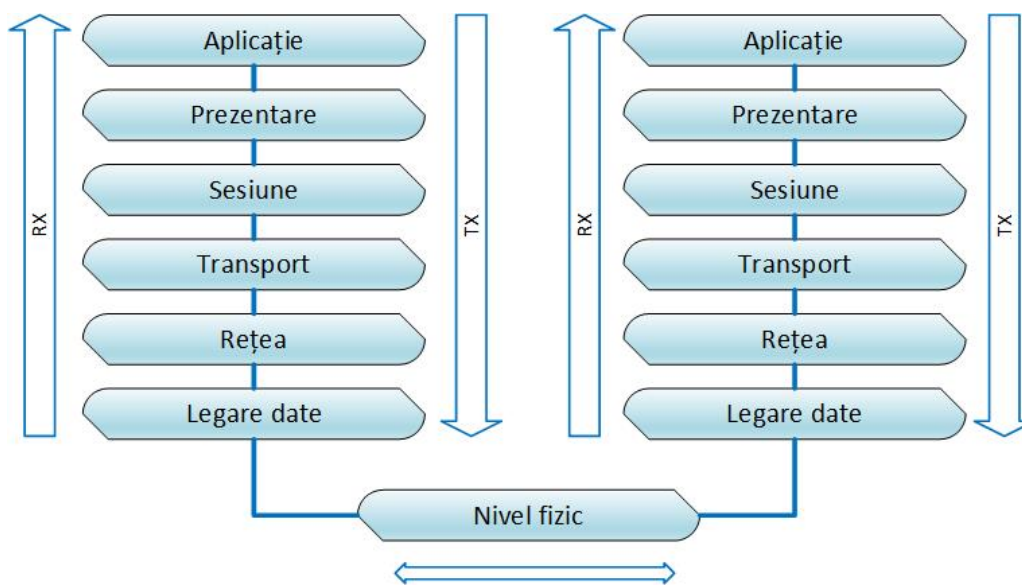 Aplicație
Prezentare
Sesiune
Transport
Rețea
Legare date
RX
TX
Aplicație
Prezentare
Sesiune
Transport
Rețea
Legare date
RX
TX
Nivel fizic